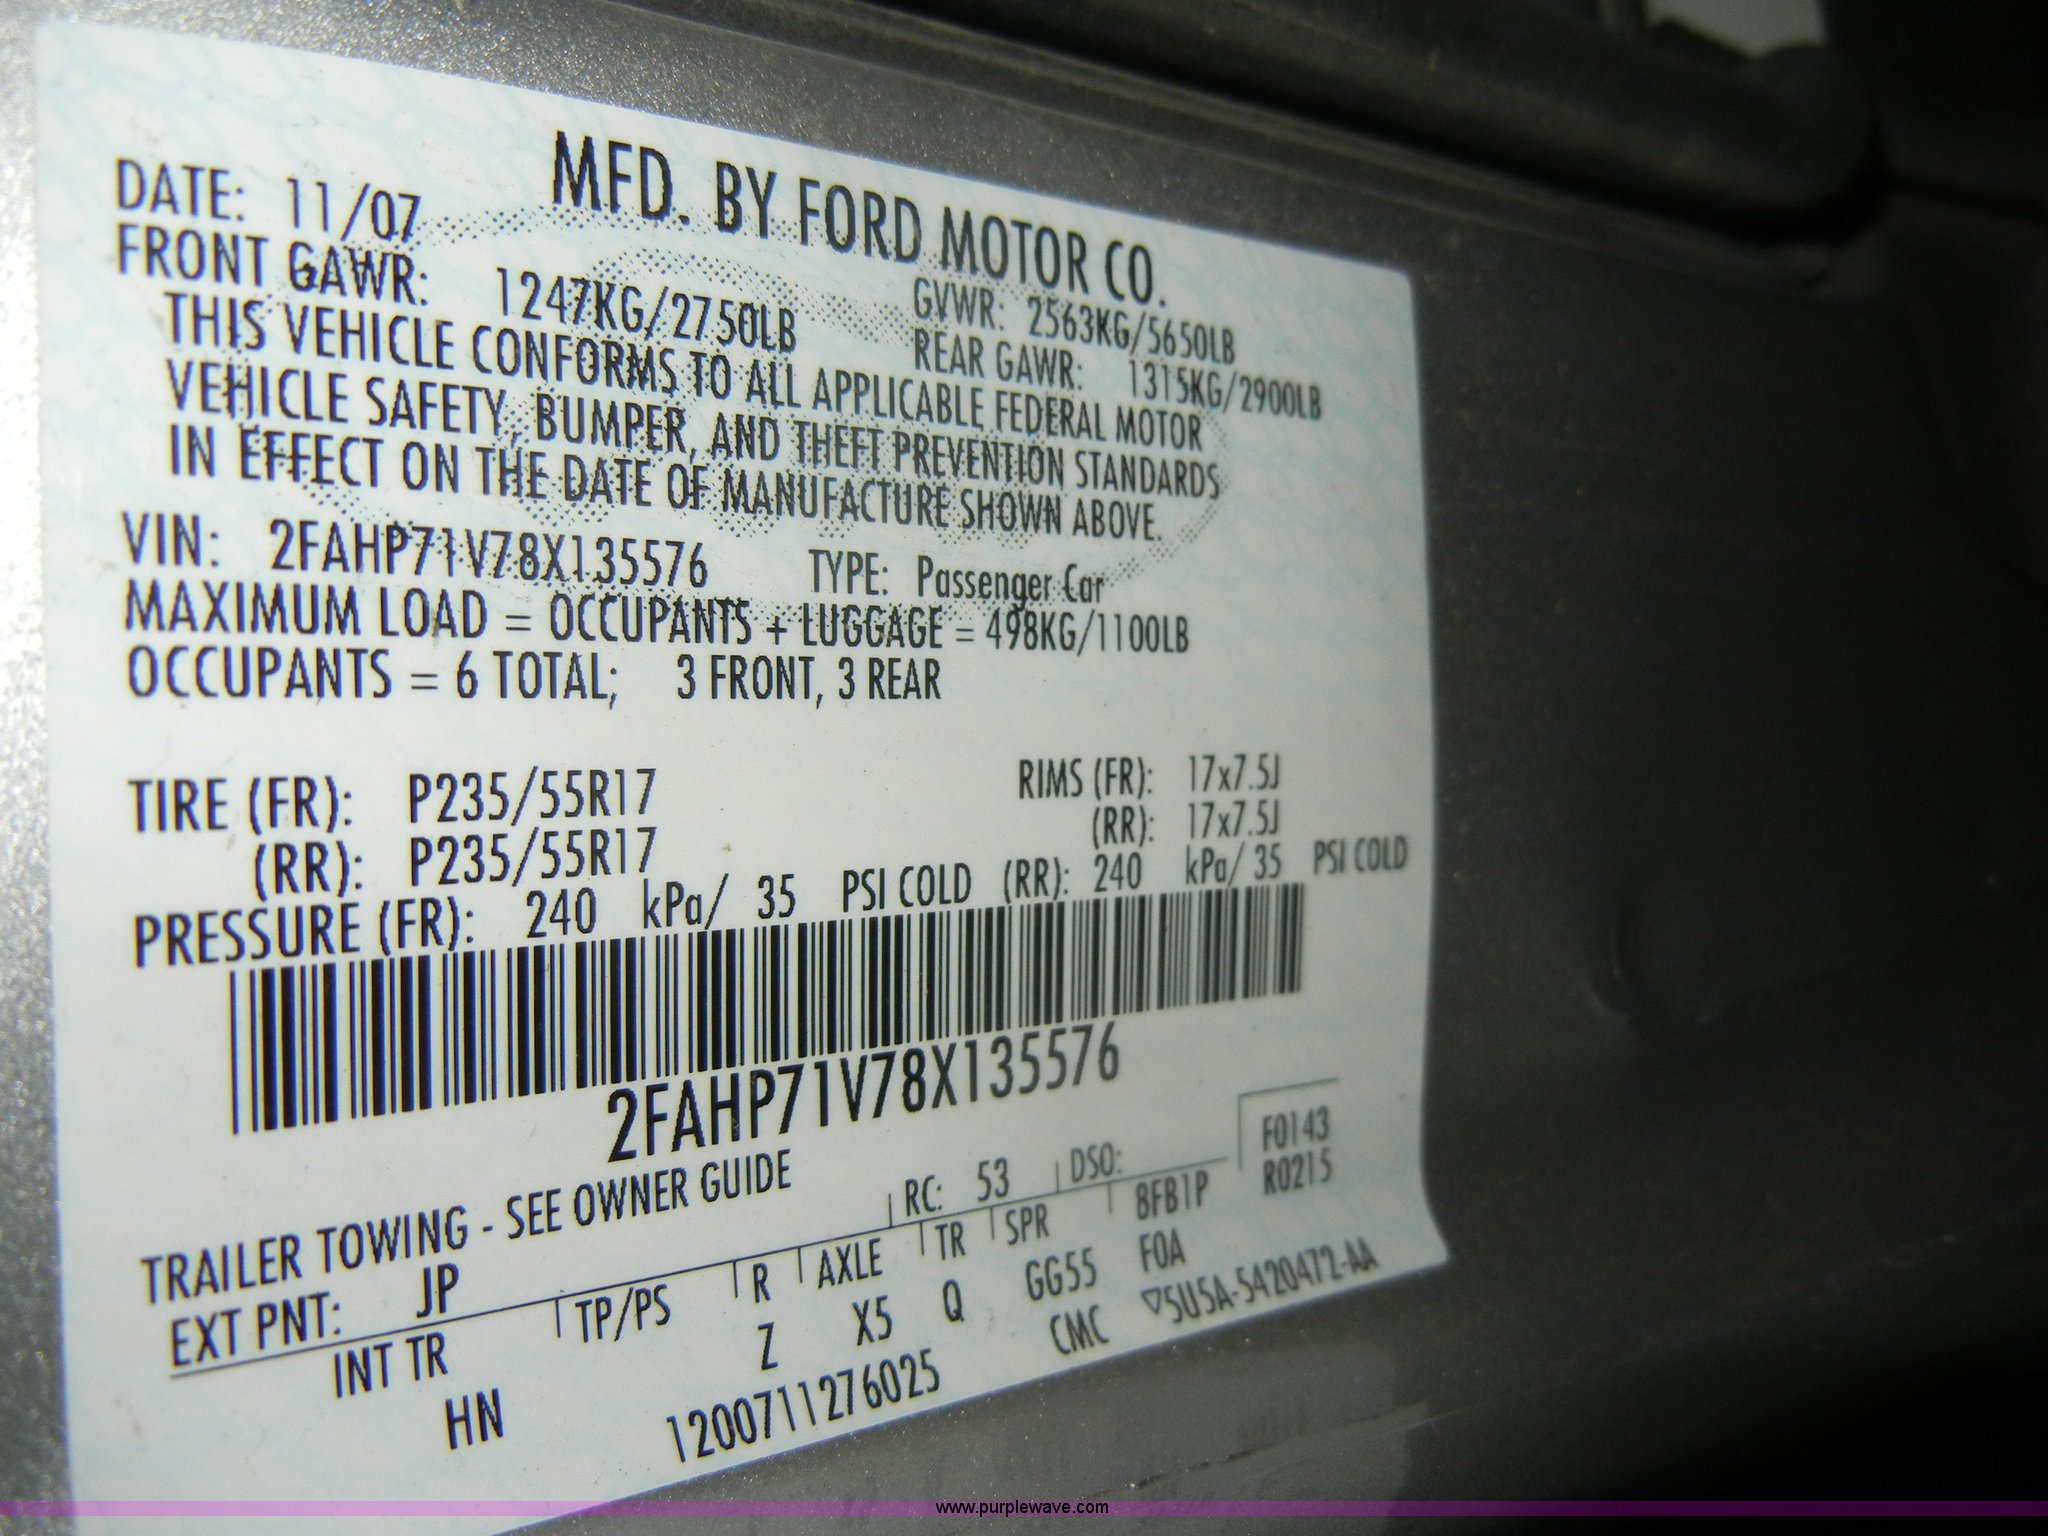 MFD. BY FORD MOTOR CO.
DATE: 11/07 GVWR: 2563KG/5650LB
FRONT GAWR: 1247KG/2750LB REAR GAWR: 1315KG/2900LB
THIS VEHICLE CONFORMS TO ALL APPLICABLE FEDERAL MOTOR
VEHICLE SAFETY, BUMPER, AND THEFT PREVENTION STANDARDS
IN EFFECT ON THE DATE OF MANUFACTURE SHOWN ABOVE.
VIN: 2FAHP71V78X135576 TYPE: Passenger Car
MAXIMUM LOAD = OCCUPANTS + LUGGAGE = 498KG/1100LB
OCCUPANTS = 6 TOTAL; 3 FRONT, 3 REAR
TIRE (FR): P235/55R17 RIMS (FR): 17x7.5J
(RR): P235/55R17 (RR): 17x7.5J
PRESSURE (FR): 240 kPa/ 35 PSI COLD (RR): 240 kPa/ 35 PSI COLD
2FAHP71V78X135576
F0143
TRAILER TOWING - SEE OWNER GUIDE R0215
EXT PNT: JP RC: 53 DSO:
INT TR TP/PS R AXLE TR SPR 8FB1P
HN Z X5 Q GG55 F0A
1200711276025 CMC ▽5U5A-5420472-AA
www.purplewave.com